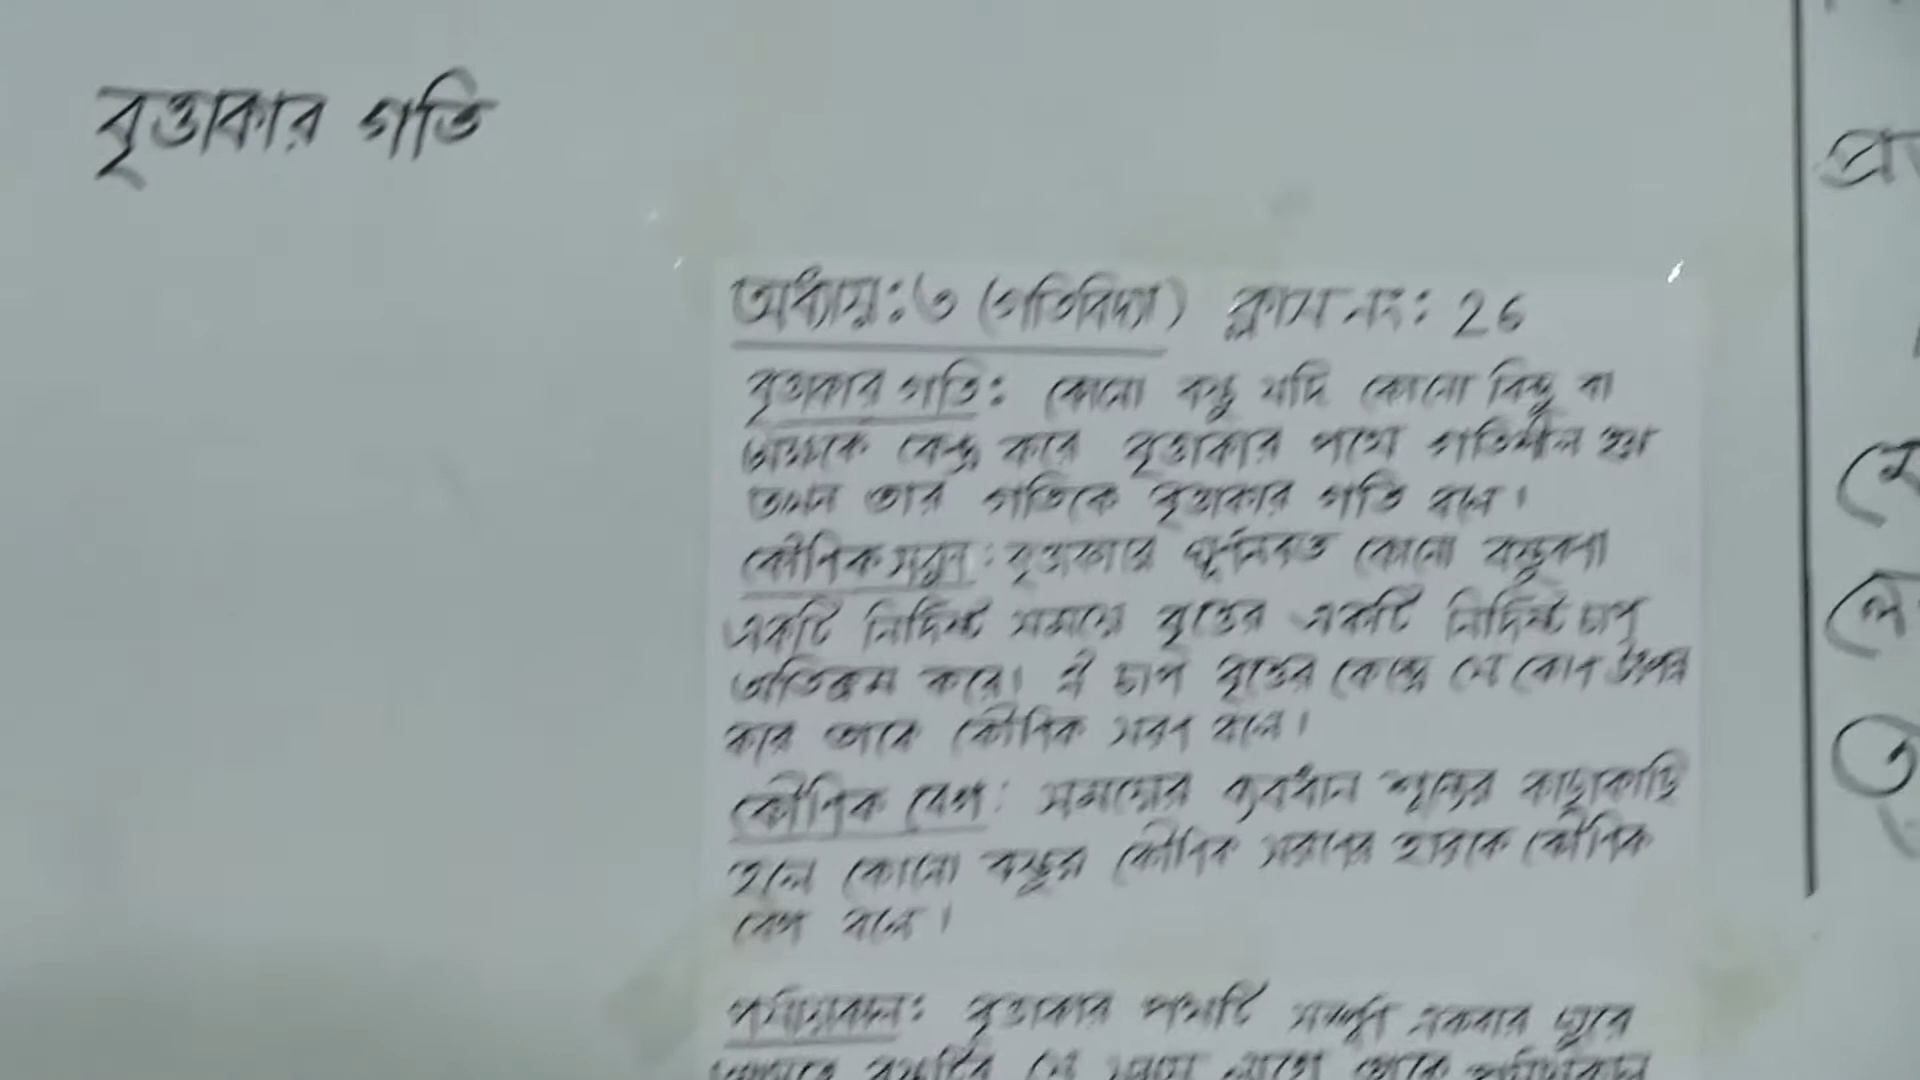 বৃত্তাকার গতি
অধ্যায়:৩ (গতিবিদ্যা) ক্লাস নং: 26
বৃত্তাকার গতি: কোনো বস্তু যদি কোনো বিন্দু বা
অক্ষকে কেন্দ্র করে বৃত্তাকার পথে গতিশীল হয়
তখন তার গতিকে বৃত্তাকার গতি বলে।
কৌণিক সরণ: বৃত্তাকারে ঘূর্ণনরত কোনো বস্তুকণা
একটি নির্দিষ্ট সময়ে বৃত্তের একটি নির্দিষ্ট চাপ
অতিক্রম করে। ঐ চাপ বৃত্তের কেন্দ্রে যে কোণ উৎপন্ন
করে তাকে কৌণিক সরণ বলে।
কৌণিক বেগ: সময়ের ব্যবধান শূন্যের কাছাকাছি
হলে কোনো বস্তুর কৌণিক সরণের হারকে কৌণিক
বেগ বলে।
পর্যায়কাল: বৃত্তাকার পথটি সম্পূর্ণ একবার ঘুরে